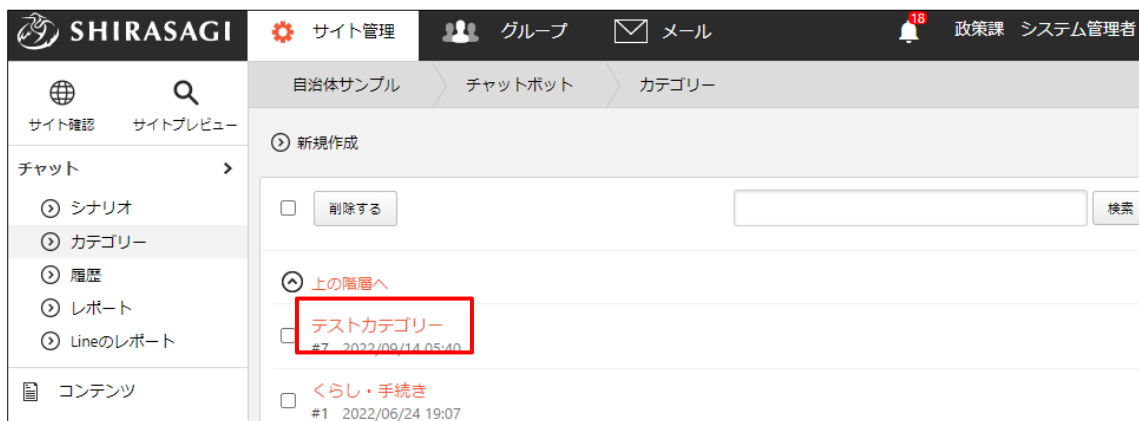 SHIRASAGI サイト管理 グループ メール 18 政策課 システム管理者
自治体サンプル チャットボット カテゴリー
サイト確認 サイトプレビュー
新規作成
チャット
シナリオ
カテゴリー
履歴
レポート
Lineのレポート
コンテンツ
削除する 検索
上の階層へ
テストカテゴリー
#7 2022/09/14 05:40
くらし・手続き
#1 2022/06/24 19:07